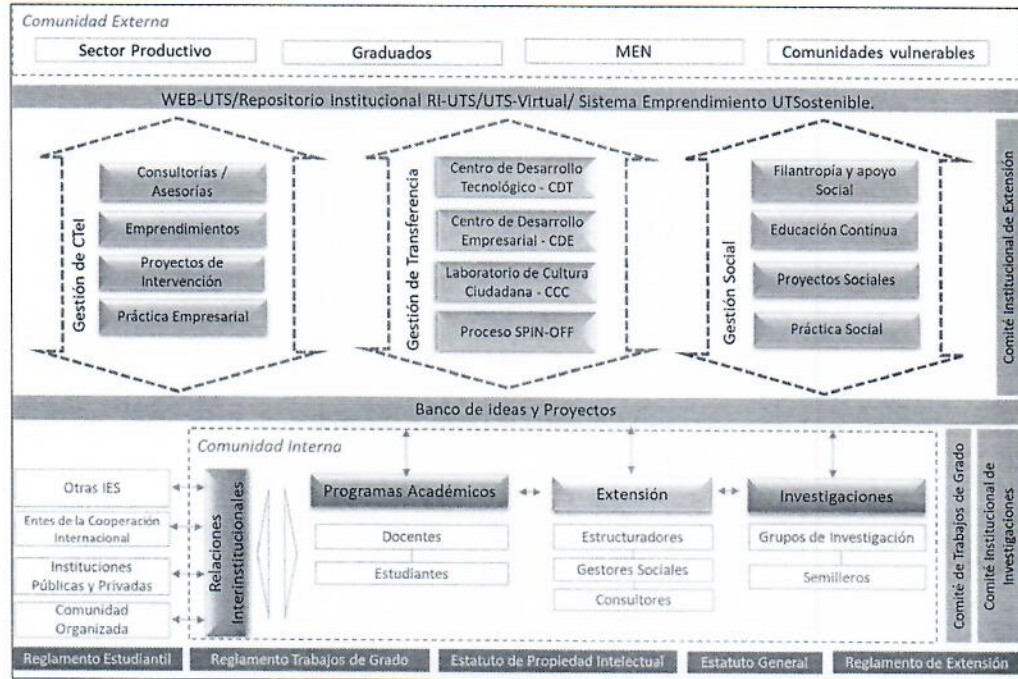 Comunidad Externa
Sector Productivo
Graduados
MEN
Comunidades vulnerables
WEB-UTS/Repositorio Institucional RI-UTS/UTS-Virtual/ Sistema Emprendimiento UTSostenible.
Gestión de CTeI
Consultorías /
Asesorías
Emprendimientos
Proyectos de
Intervención
Práctica Empresarial
Gestión de Transferencia
Centro de Desarrollo
Tecnológico - CDT
Centro de Desarrollo
Empresarial - CDE
Laboratorio de Cultura
Ciudadana - CCC
Proceso SPIN-OFF
Gestión Social
Filantropía y apoyo
Social
Educación Contínua
Proyectos Sociales
Práctica Social
Comité Institucional de Extensión
Banco de ideas y Proyectos
Comunidad Interna
Otras IES
Entes de la Cooperación
Internacional
Instituciones
Públicas y Privadas
Comunidad
Organizada
Relaciones
Interinstitucionales
Programas Académicos
Docentes
Estudiantes
Extensión
Estructuradores
Gestores Sociales
Consultores
Investigaciones
Grupos de Investigación
Semilleros
Comité de Trabajos de Grado
Comité Institucional de
Investigaciones
Reglamento Estudiantil
Reglamento Trabajos de Grado
Estatuto de Propiedad Intelectual
Estatuto General
Reglamento de Extensión